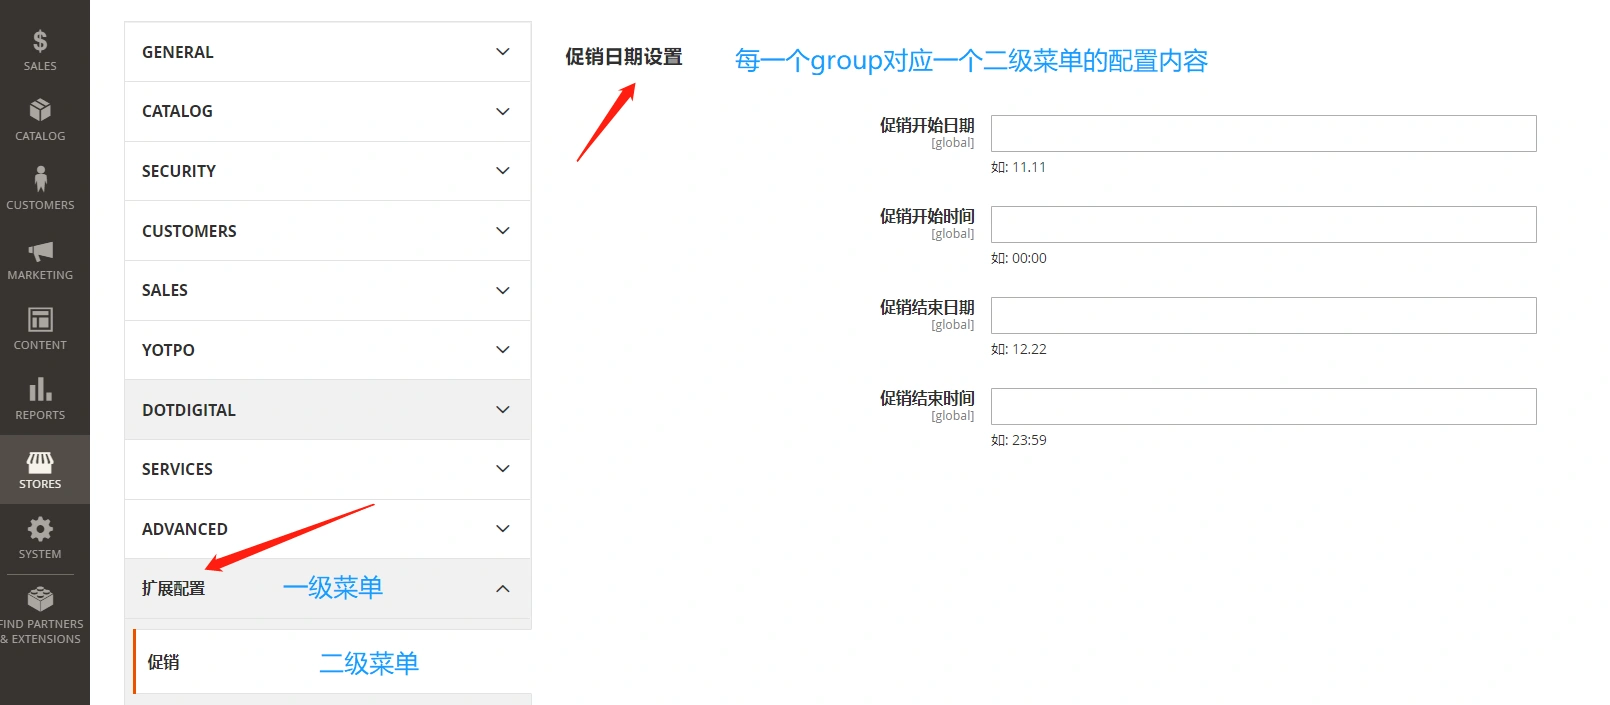 SALES
CATALOG
CUSTOMERS
MARKETING
CONTENT
REPORTS
STORES
SYSTEM
FIND PARTNERS
& EXTENSIONS
GENERAL
CATALOG
SECURITY
CUSTOMERS
SALES
YOTPO
DOTDIGITAL
SERVICES
ADVANCED
扩展配置 一级菜单
促销 二级菜单
促销日期设置 每一个group对应一个二级菜单的配置内容
促销开始日期
[global]
如: 11.11
促销开始时间
[global]
如: 00:00
促销结束日期
[global]
如: 12.22
促销结束时间
[global]
如: 23:59